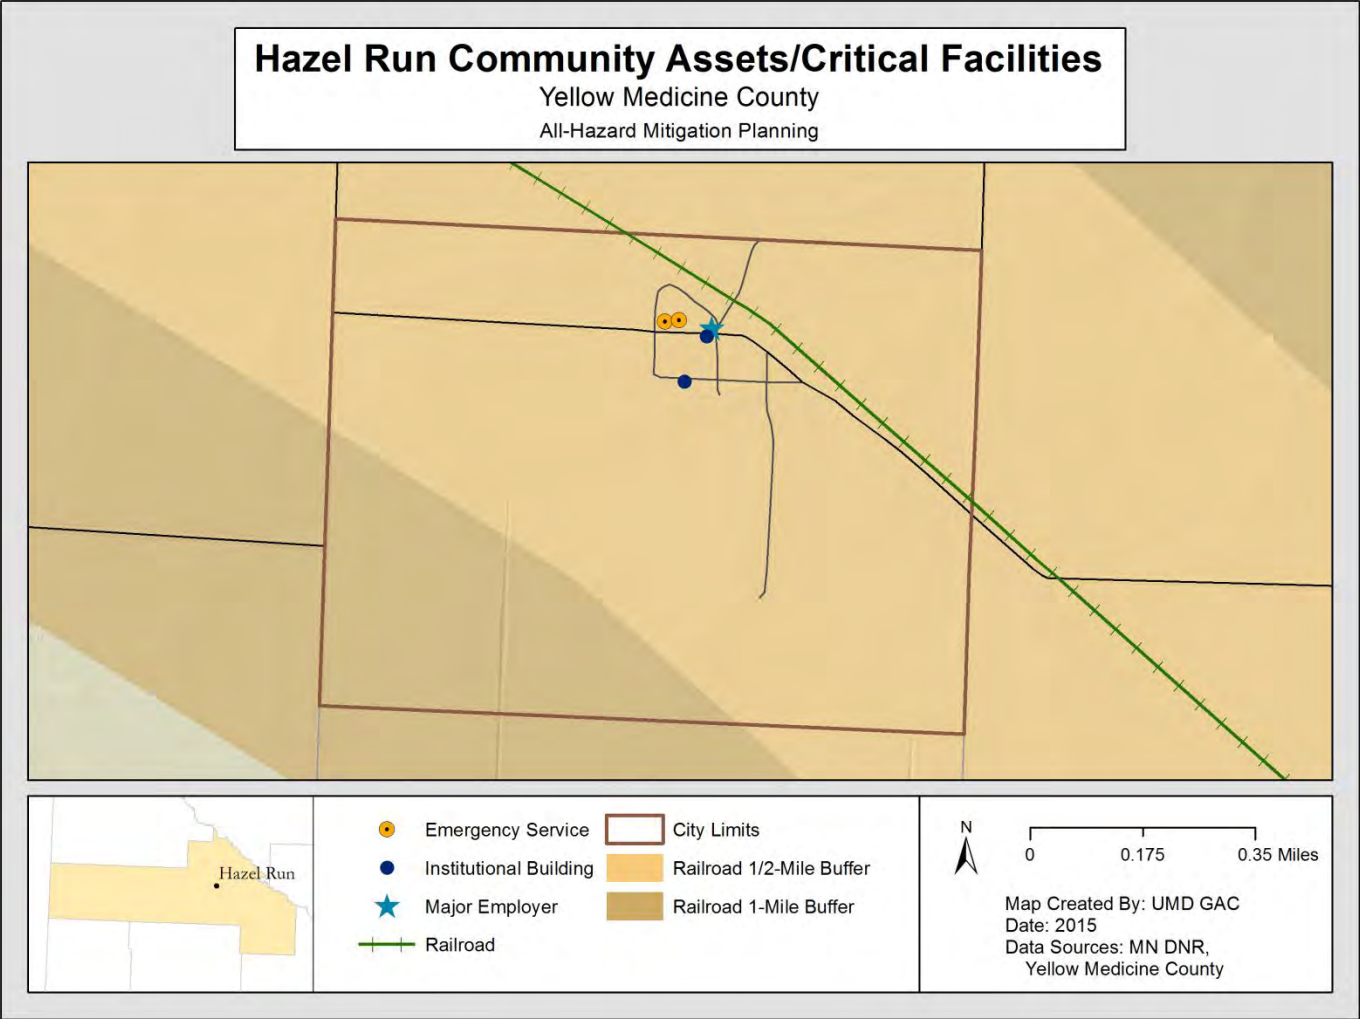 Hazel Run Community Assets/Critical Facilities
Yellow Medicine County
All-Hazard Mitigation Planning
Hazel Run
Emergency Service
Institutional Building
Major Employer
Railroad
City Limits
Railroad 1/2-Mile Buffer
Railroad 1-Mile Buffer
N
0 0.175 0.35 Miles
Map Created By: UMD GAC
Date: 2015
Data Sources: MN DNR,
Yellow Medicine County